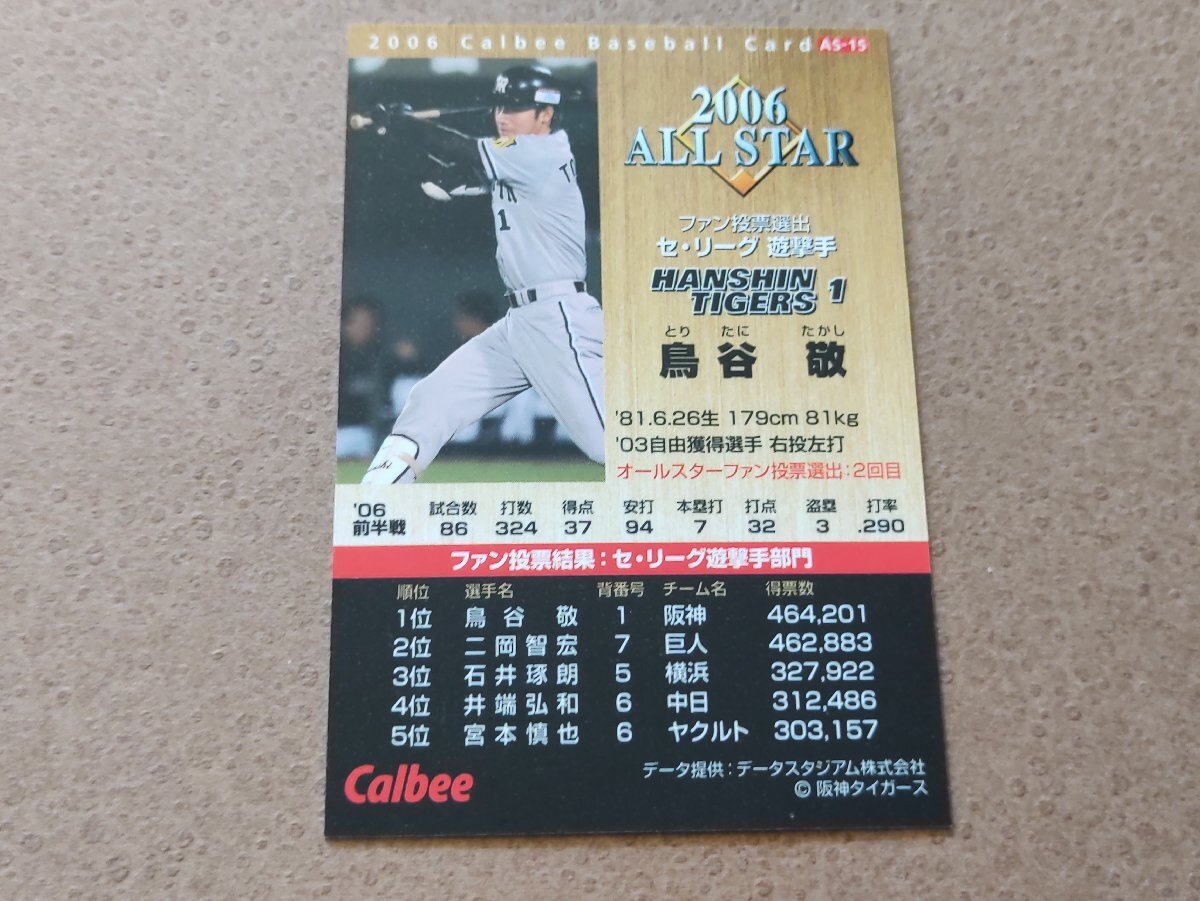 2006 Calbee Baseball Card AS-15
2006
ALL STAR
ファン投票選出
セ・リーグ 遊撃手
HANSHIN
TIGERS 1
とり たに たかし
鳥谷 敬
'81.6.26生 179cm 81kg
'03自由獲得選手 右投左打
オールスターファン投票選出:2回目
'06 試合数 打数 得点 安打 本塁打 打点 盗塁 打率
前半戦 86 324 37 94 7 32 3 .290
ファン投票結果:セ・リーグ遊撃手部門
順位 選手名 背番号 チーム名 得票数
1位 鳥谷 敬 1 阪神 464,201
2位 二岡智宏 7 巨人 462,883
3位 石井琢朗 5 横浜 327,922
4位 井端弘和 6 中日 312,486
5位 宮本慎也 6 ヤクルト 303,157
Calbee
データ提供:データスタジアム株式会社
© 阪神タイガース
1